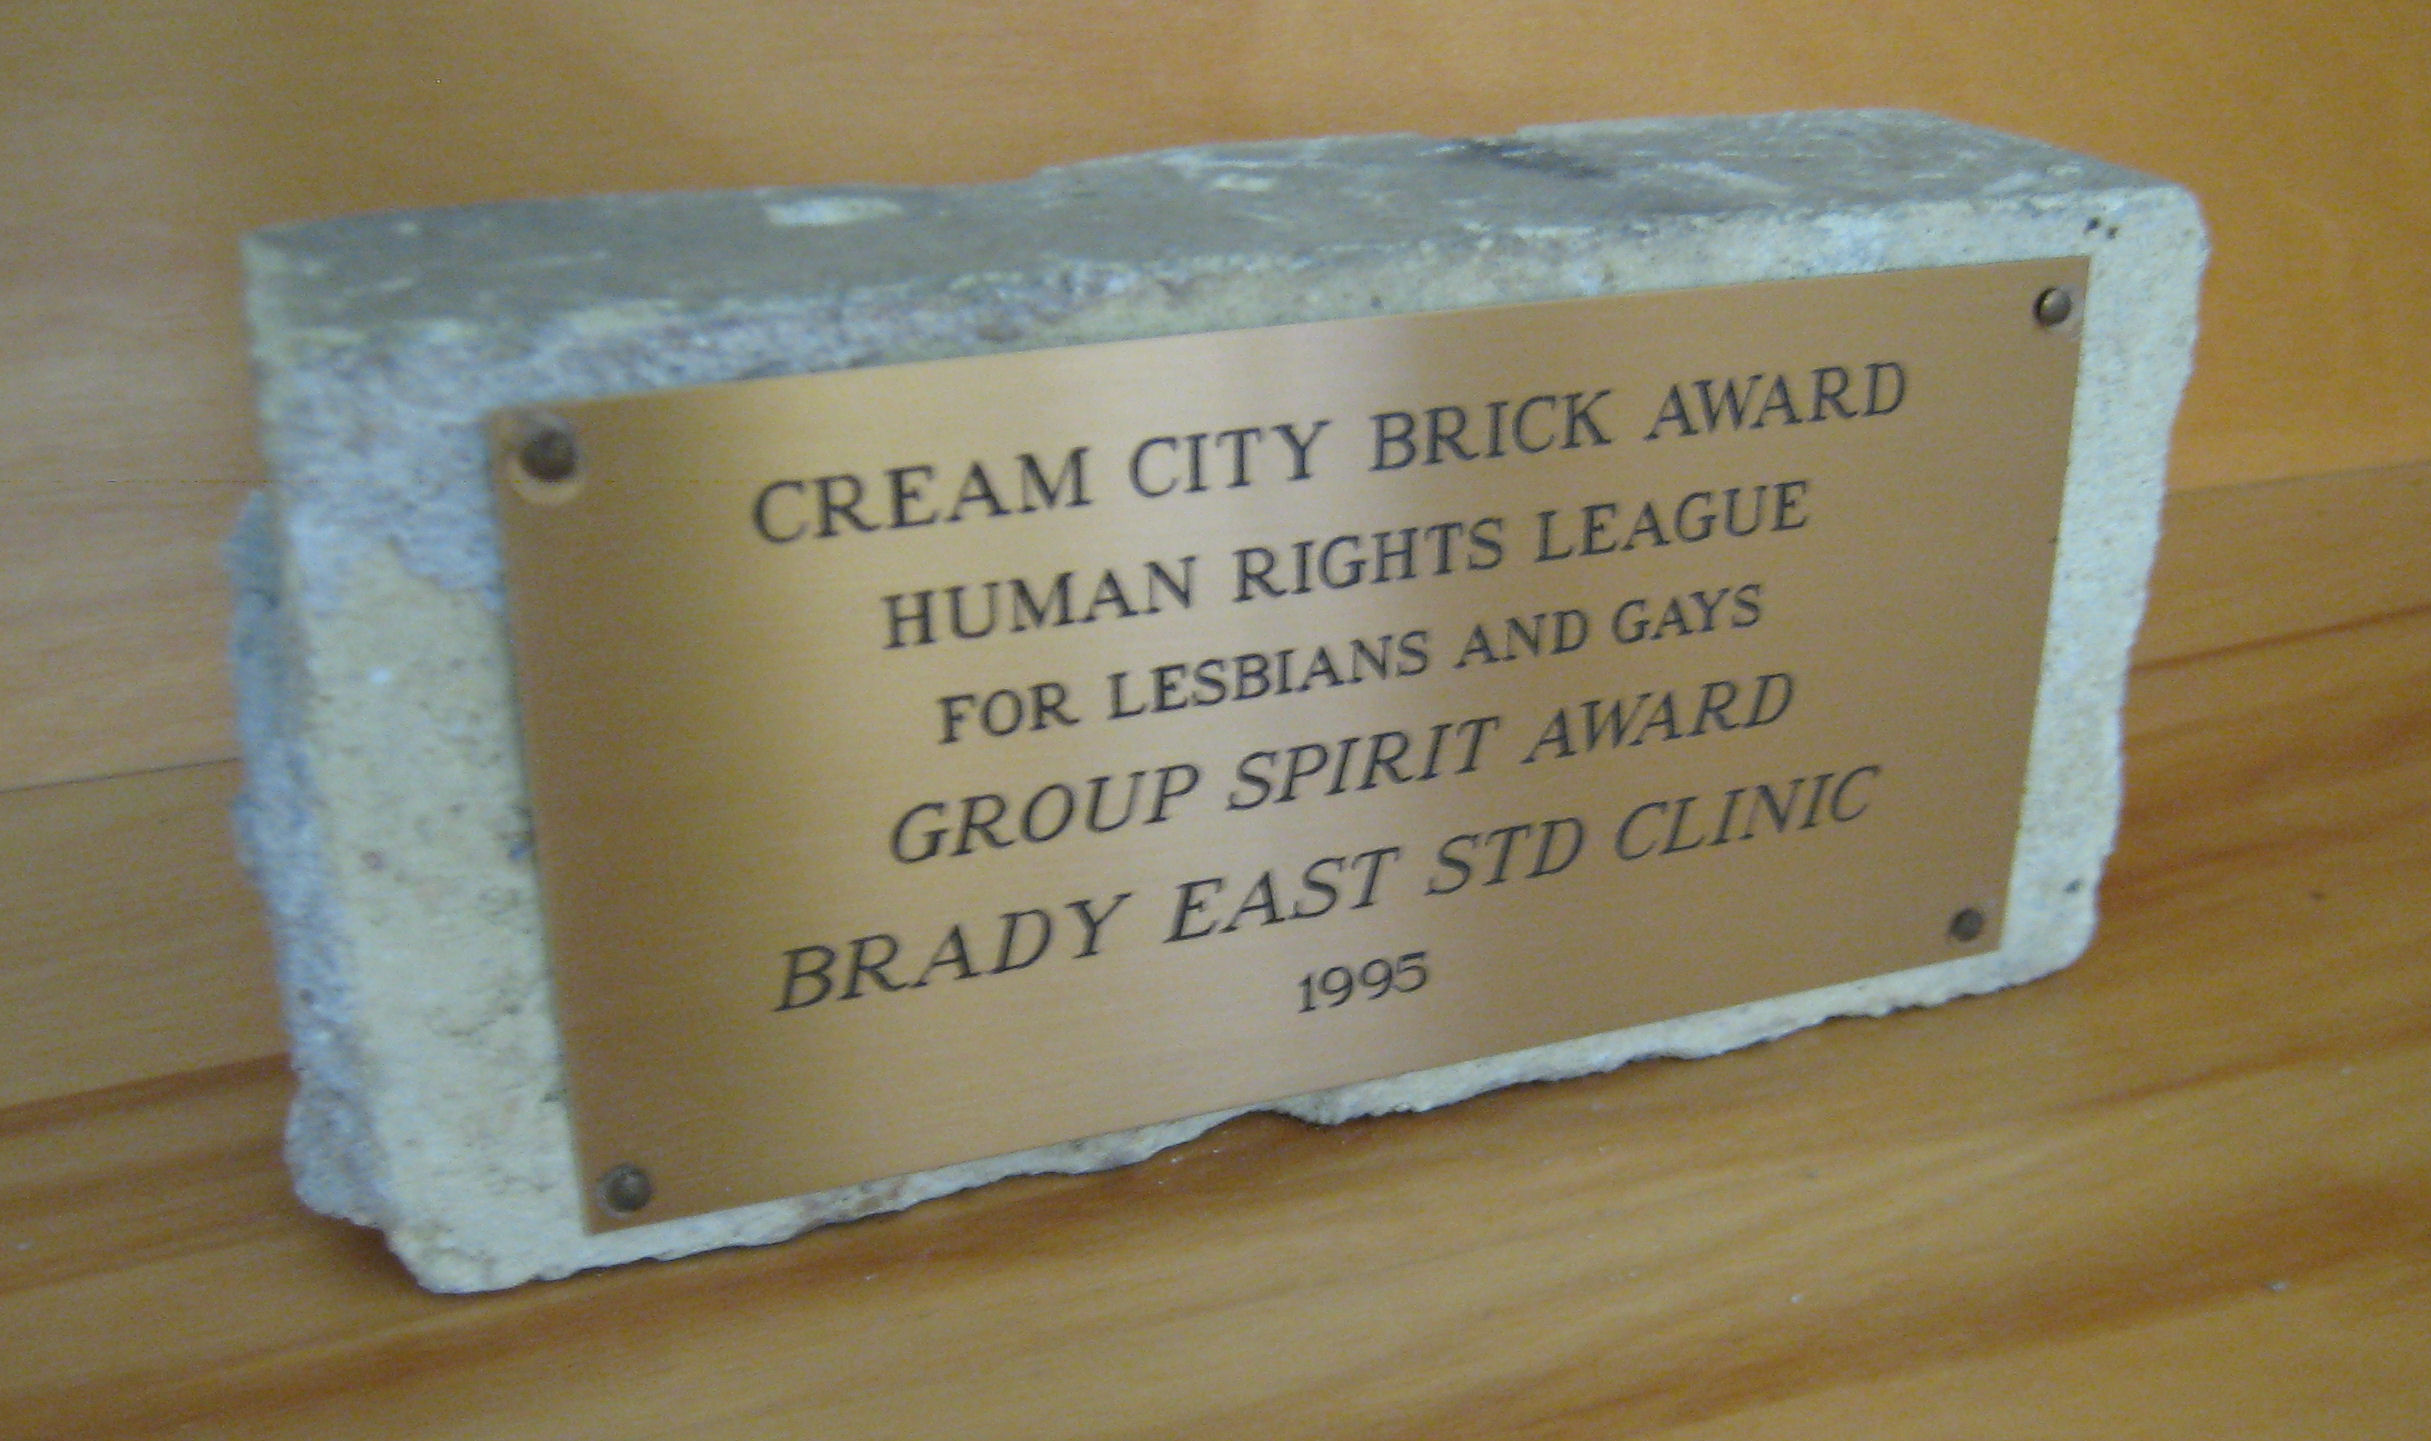 CREAM CITY BRICK AWARD
HUMAN RIGHTS LEAGUE
FOR LESBIANS AND GAYS
GROUP SPIRIT AWARD
BRADY EAST STD CLINIC
1995